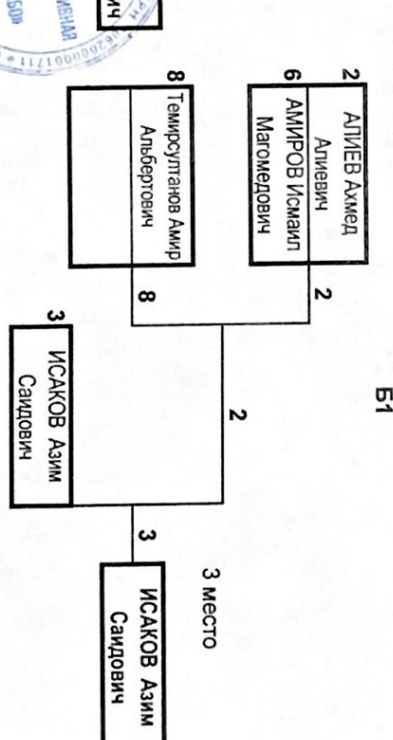 Б1
2
АЛИЕВ Ахмед
Алиевич
6
АМИРОВ Исмаил
Магомедович
2
8
Темирсултанов Амир
Альбертович
8
2
3
ИСАКОВ Азим
Саидович
3
3 место
ИСАКОВ Азим
Саидович
ИЧ